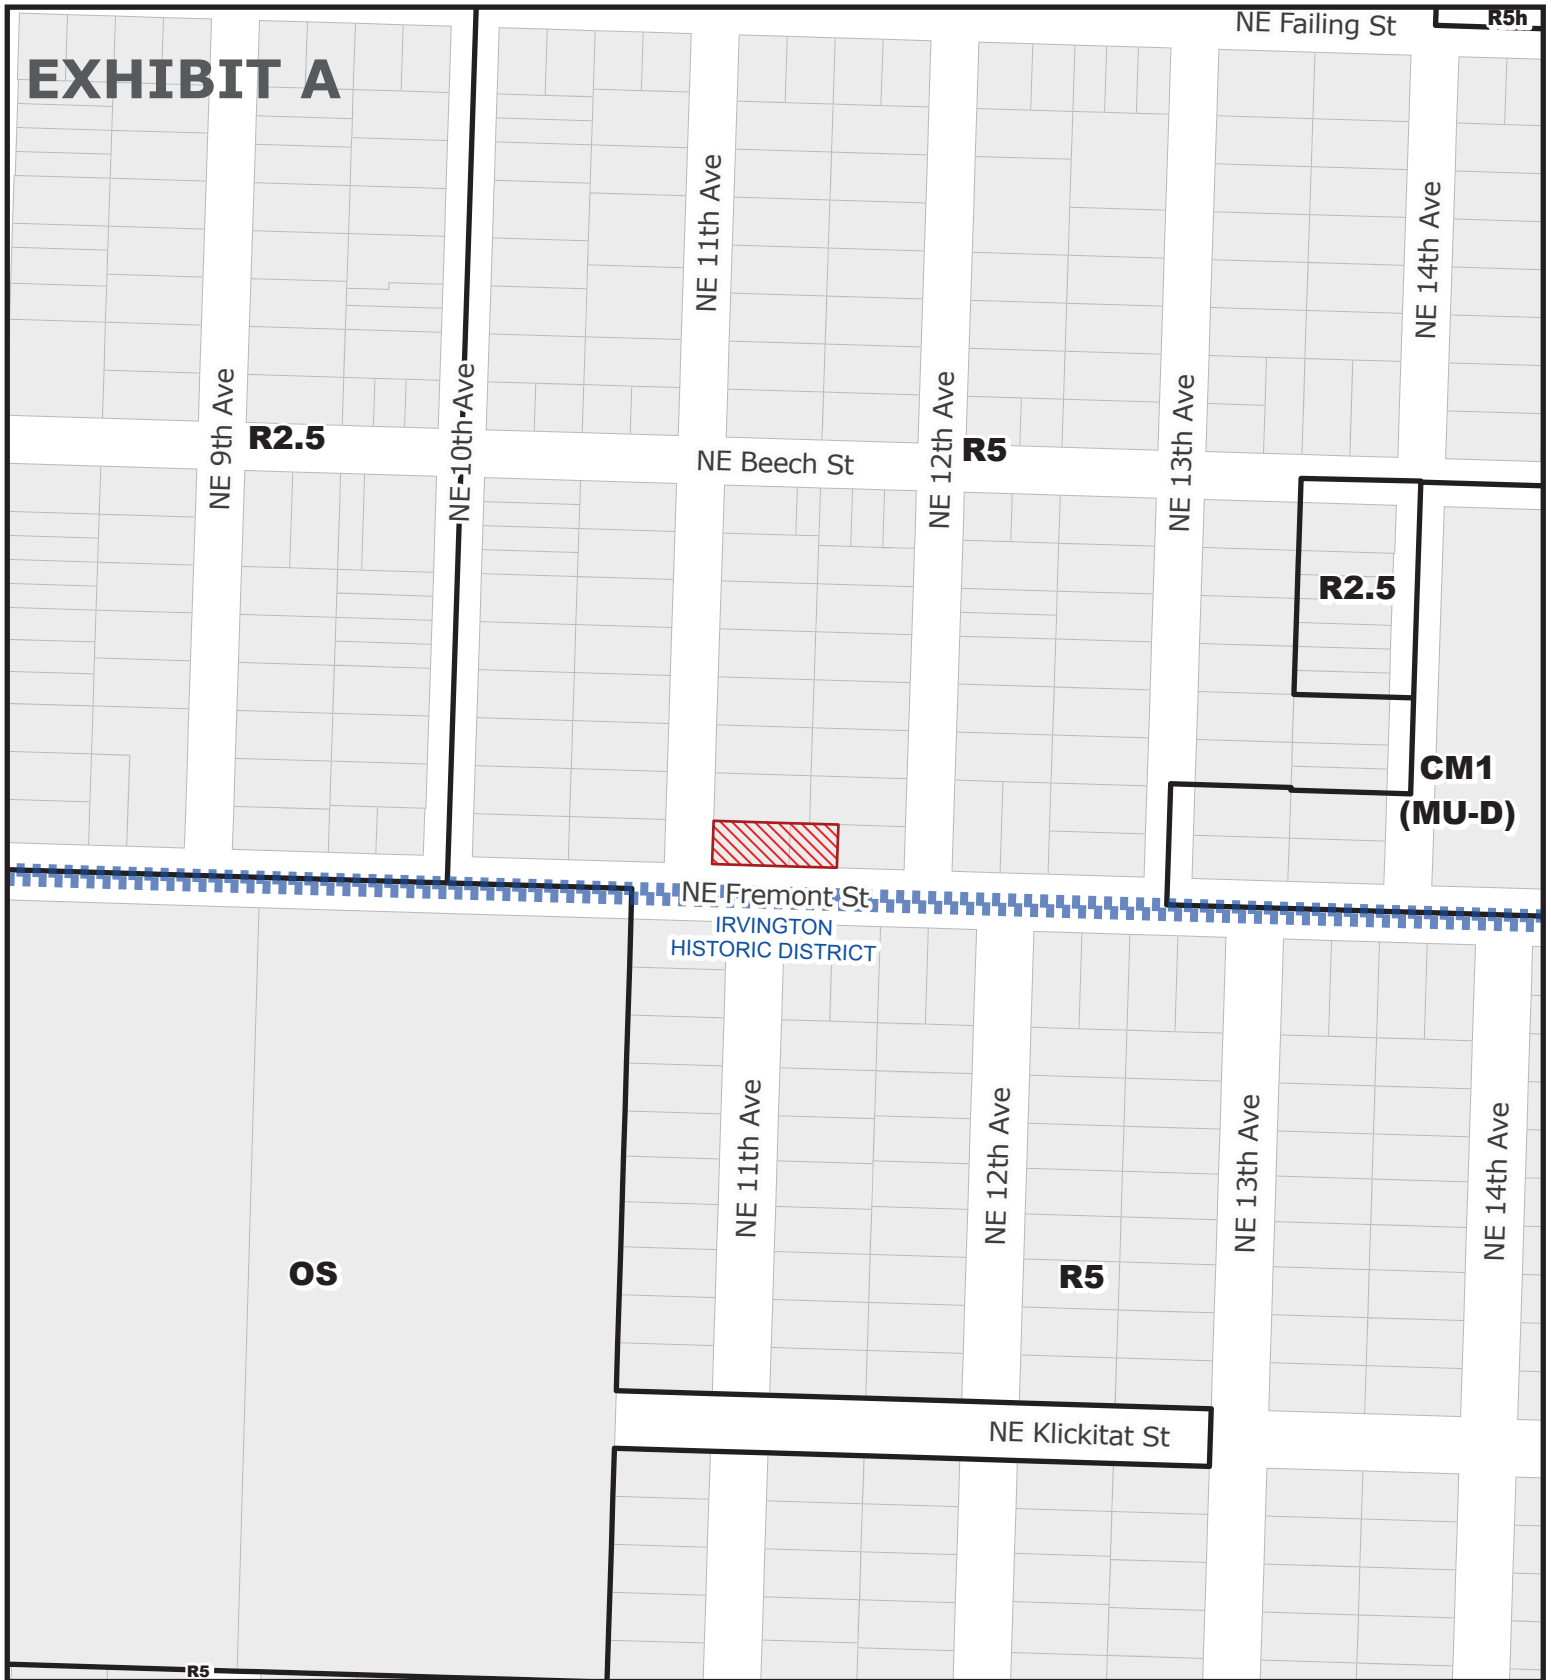 NE Failing St
R5h
EXHIBIT A
NE 11th Ave
NE 14th Ave
NE 9th Ave
NE 10th Ave
NE 12th Ave
NE 13th Ave
R2.5
NE Beech St
R5
R2.5
CM1
(MU-D)
NE Fremont St
IRVINGTON
HISTORIC DISTRICT
NE 11th Ave
NE 12th Ave
NE 13th Ave
NE 14th Ave
OS
R5
NE Klickitat St
R5